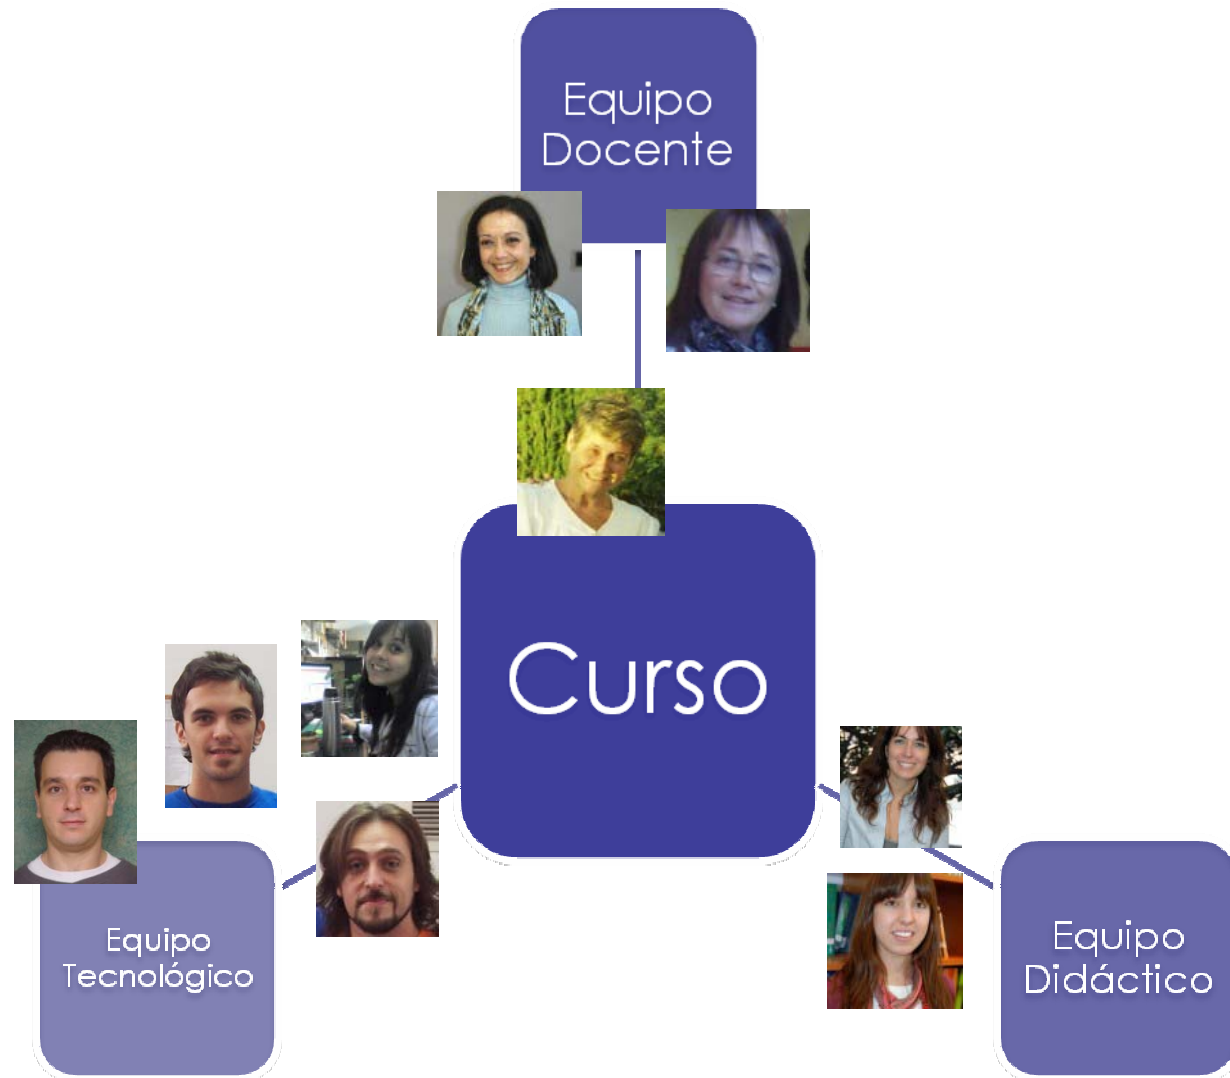 Equipo
Docente
Curso
Equipo
Tecnológico
Equipo
Didáctico